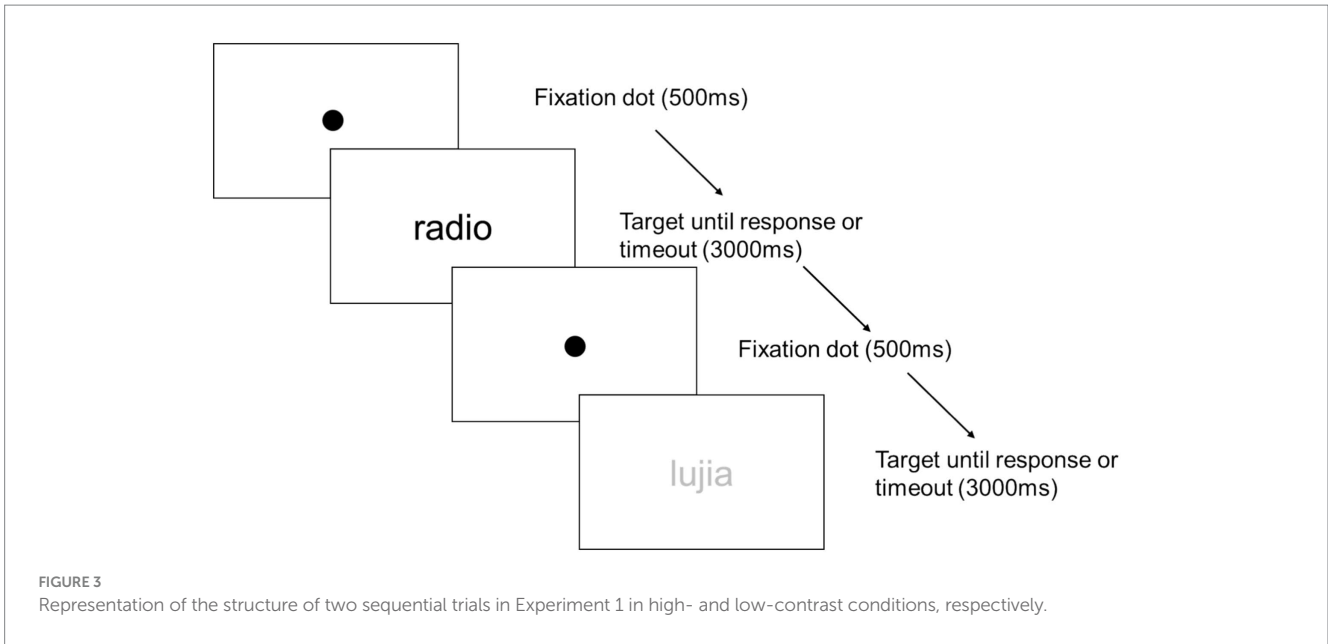 Fixation dot (500ms)
radio
Target until response or
timeout (3000ms)
Fixation dot (500ms)
lujia
Target until response or
timeout (3000ms)
FIGURE 3
Representation of the structure of two sequential trials in Experiment 1 in high- and low-contrast conditions, respectively.